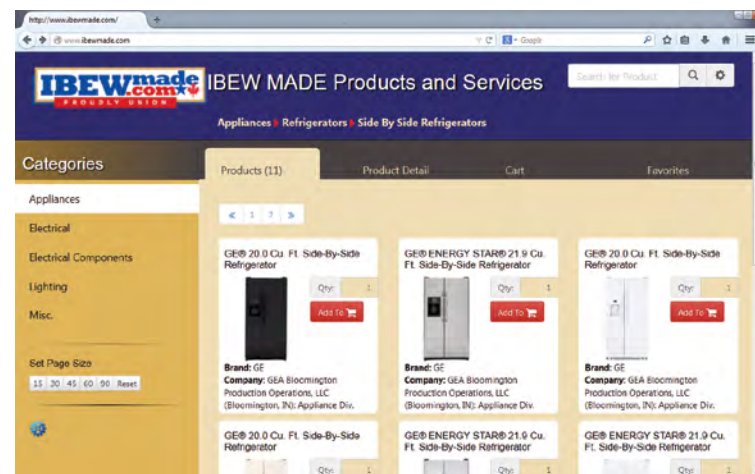 http://www.ibewmade.com/
www.ibewmade.com
Google
IBEWmade
.com
PROUDLY UNION
IBEW MADE Products and Services
Search for Product
Appliances Refrigerators Side By Side Refrigerators
Categories
Products (11)
Product Detail
Cart
Favorites
Appliances
Electrical
Electrical Components
Lighting
Misc.
Set Page Size
15 30 45 60 90 Reset
« 1 2 »
GE® 20.0 Cu. Ft. Side-By-Side
Refrigerator
Qty: 1
Add To
Brand: GE
Company: GEA Bloomington
Production Operations, LLC
(Bloomington, IN): Appliance Div.
GE® ENERGY STAR® 21.9 Cu.
Ft. Side-By-Side Refrigerator
Qty: 1
Add To
Brand: GE
Company: GEA Bloomington
Production Operations, LLC
(Bloomington, IN): Appliance Div.
GE® 20.0 Cu. Ft. Side-By-Side
Refrigerator
Qty: 1
Add To
Brand: GE
Company: GEA Bloomington
Production Operations, LLC
(Bloomington, IN): Appliance Div.
GE® 20.0 Cu. Ft. Side-By-Side
Refrigerator
Qty: 1
GE® ENERGY STAR® 21.9 Cu.
Ft. Side-By-Side Refrigerator
Qty: 1
GE® ENERGY STAR® 21.9 Cu.
Ft. Side-By-Side Refrigerator
Qty: 1